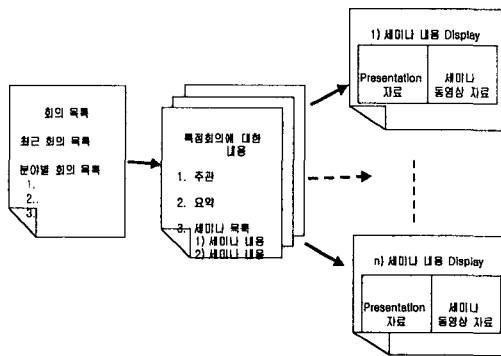 회의 목록
최근 회의 목록
분야별 회의 목록
1.
2..
3.
특정회의에 대한
내용
1. 주관
2. 요약
3. 세미나 목록
1) 세미나 내용
2) 세미나 내용
1) 세미나 내용 Display
Presentation
자료
세미나
동영상 자료
n) 세미나 내용 Display
Presentation
자료
세미나
동영상 자료